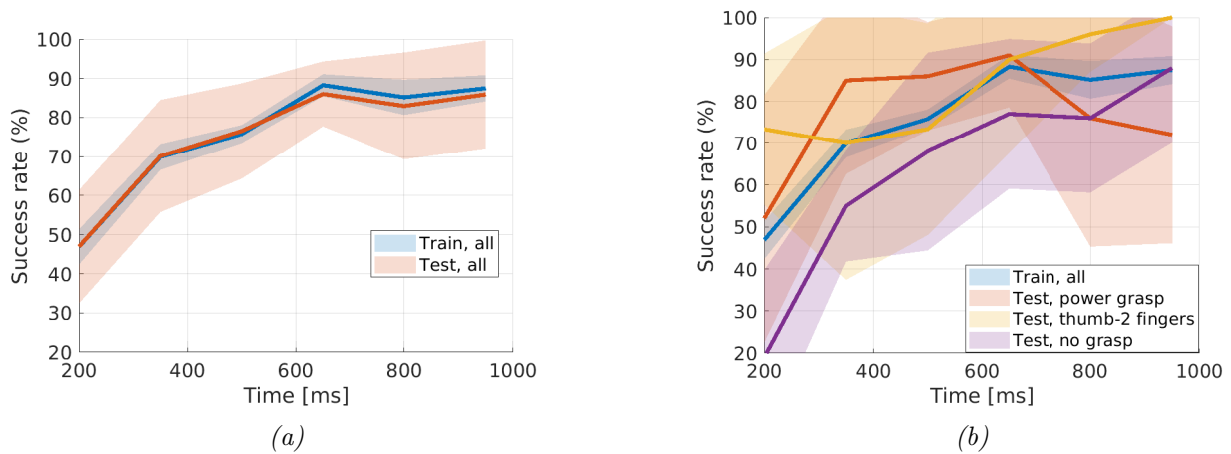 100
90
80
70
60
50
40
30
20
200
400
600
800
1000
Success rate (%)
Time [ms]
Train, all
Test, all
(a)
100
90
80
70
60
50
40
30
20
200
400
600
800
1000
Success rate (%)
Time [ms]
Train, all
Test, power grasp
Test, thumb-2 fingers
Test, no grasp
(b)